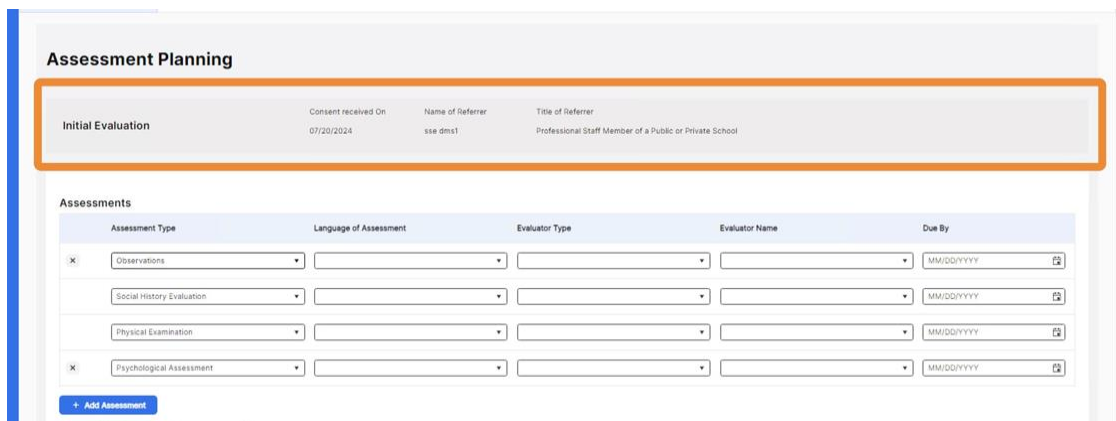 Assessment Planning
Initial Evaluation
Consent received On Name of Referrer Title of Referrer
07/20/2024 sse dms1 Professional Staff Member of a Public or Private School
Assessments
Assessment Type Language of Assessment Evaluator Type Evaluator Name Due By
× Observations MM/DD/YYYY
Social History Evaluation MM/DD/YYYY
Physical Examination MM/DD/YYYY
× Psychological Assessment MM/DD/YYYY
+ Add Assessment